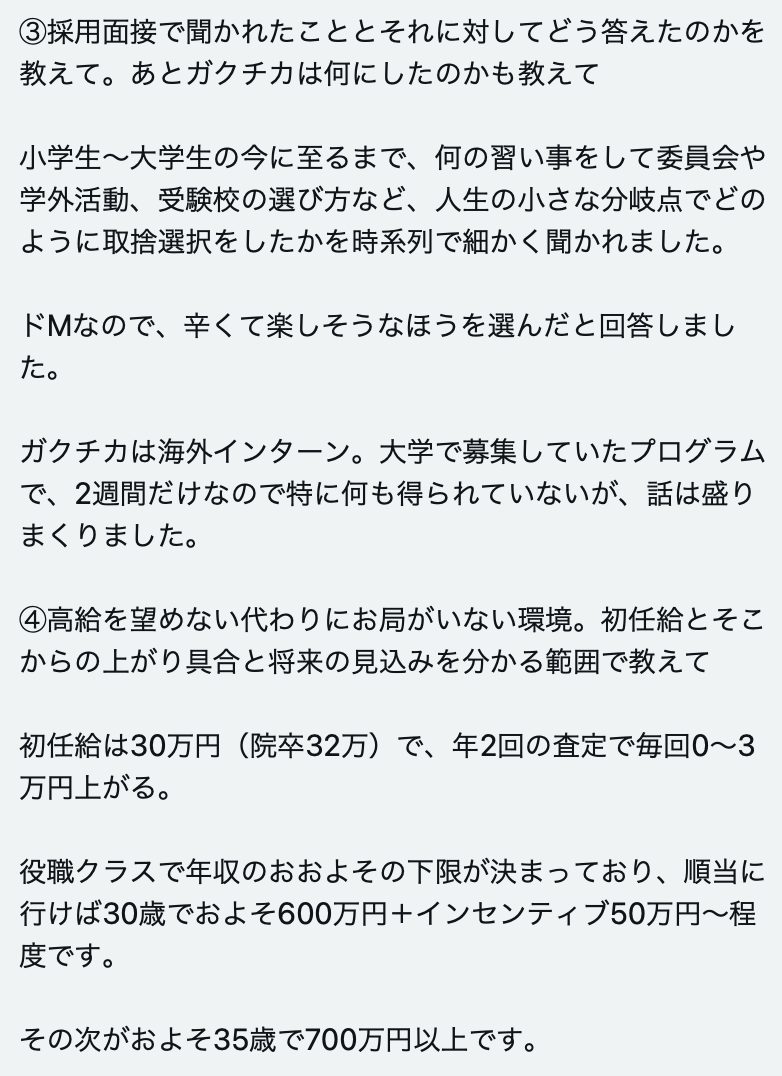 ③採用面接で聞かれたこととそれに対してどう答えたのかを
教えて。あとガクチカは何にしたのかも教えて
小学生〜大学生の今に至るまで、何の習い事をして委員会や
学外活動、受験校の選び方など、人生の小さな分岐点でどの
ように取捨選択をしたかを時系列で細かく聞かれました。
ドMなので、辛くて楽しそうなほうを選んだと回答しまし
た。
ガクチカは海外インターン。大学で募集していたプログラム
で、2週間だけなので特に何も得られていないが、話は盛り
まくりました。
④高給を望めない代わりにお局がいない環境。初任給とそこ
からの上がり具合と将来の見込みを分かる範囲で教えて
初任給は30万円（院卒32万）で、年2回の査定で毎回0〜3
万円上がる。
役職クラスで年収のおおよその下限が決まっており、順当に
行けば30歳でおよそ600万円＋インセンティブ50万円〜程
度です。
その次がおよそ35歳で700万円以上です。